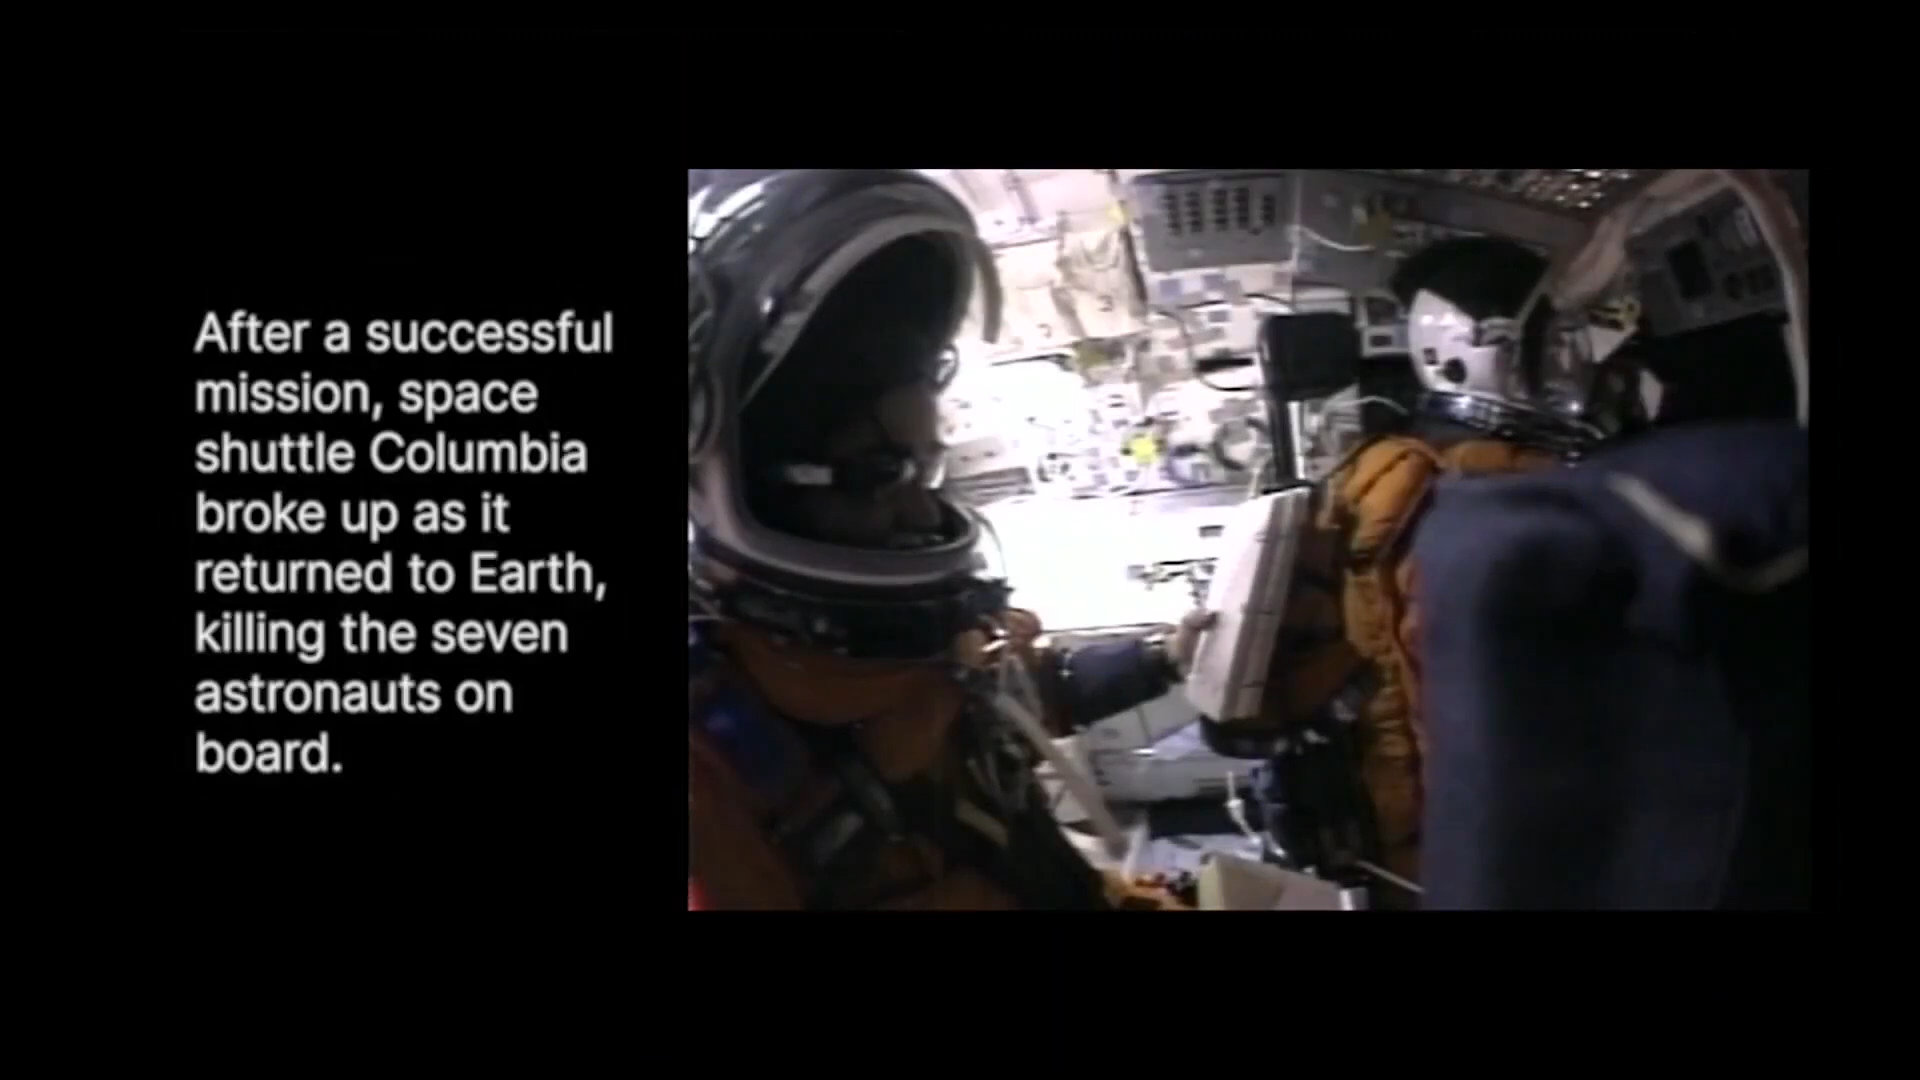 After a successful
mission, space
shuttle Columbia
broke up as it
returned to Earth,
killing the seven
astronauts on
board.